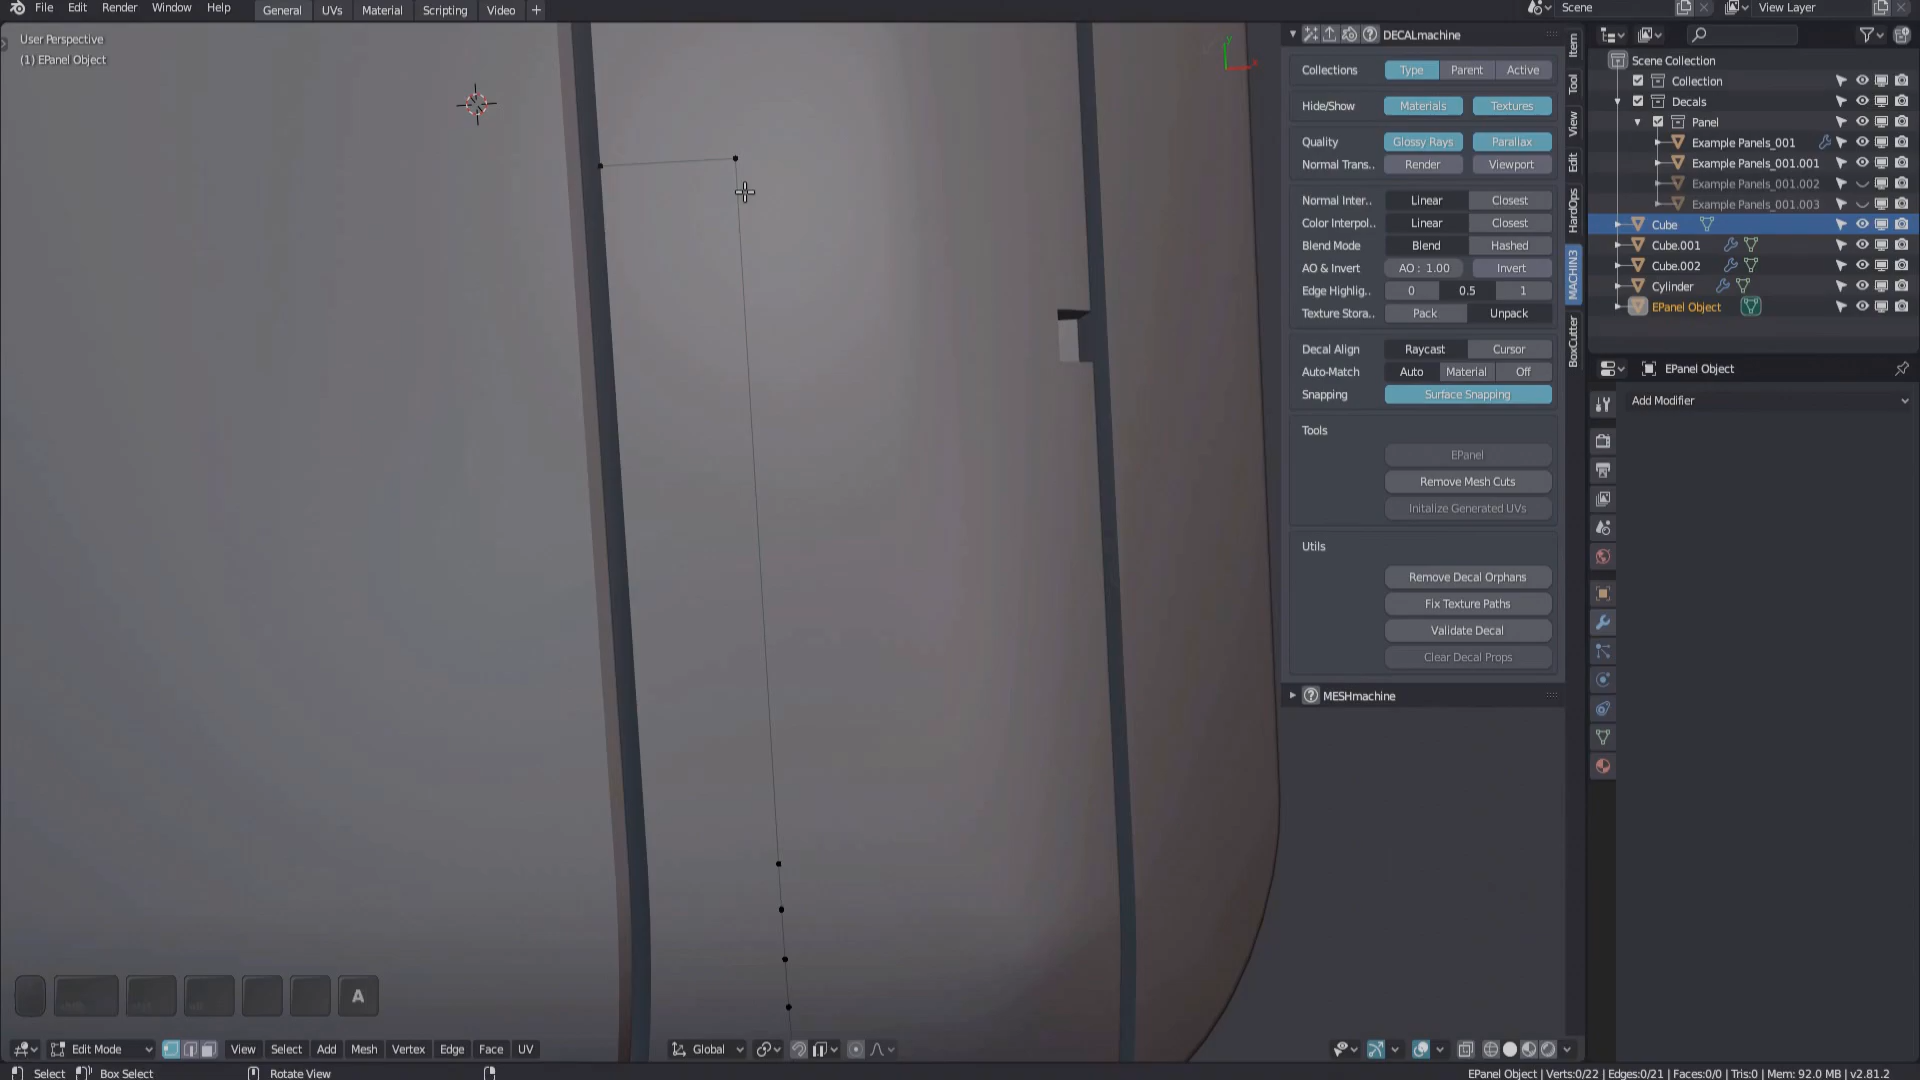 File Edit Render Window Help General UVs Material Scripting Video + Scene View Layer
User Perspective
(1) EPanel Object
DECALmachine
Collections Type Parent Active
Hide/Show Materials Textures
Quality Glossy Rays Parallax
Normal Trans.. Render Viewport
Normal Inter.. Linear Closest
Color Interpol.. Linear Closest
Blend Mode Blend Hashed
AO & Invert AO : 1.00 Invert
Edge Highlig.. 0 0.5 1
Texture Stora.. Pack Unpack
Decal Align Raycast Cursor
Auto-Match Auto Material Off
Snapping Surface Snapping
Tools
EPanel
Remove Mesh Cuts
Initalize Generated UVs
Utils
Remove Decal Orphans
Fix Texture Paths
Validate Decal
Clear Decal Props
MESHmachine
Item
Tool
View
Edit
HardOps
MACHIN3
BoxCutter
Scene Collection
Collection
Decals
Panel
Example Panels_001
Example Panels_001.001
Example Panels_001.002
Example Panels_001.003
Cube
Cube.001
Cube.002
Cylinder
EPanel Object
EPanel Object
Add Modifier
A
Edit Mode View Select Add Mesh Vertex Edge Face UV Global
Select Box Select Rotate View EPanel Object | Verts:0/22 | Edges:0/21 | Faces:0/0 | Tris:0 | Mem: 92.0 MB | v2.81.2